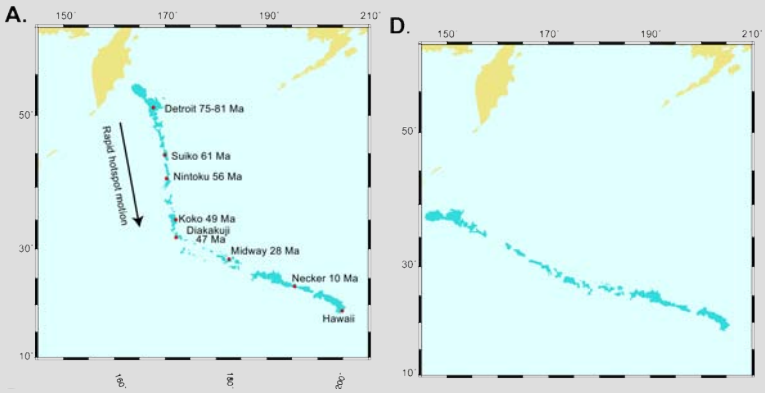 A.
150°
170°
190°
210°
50°
30°
10°
Detroit 75-81 Ma
Suiko 61 Ma
Nintoku 56 Ma
Rapid hotspot motion
Koko 49 Ma
Diakakuji
47 Ma
Midway 28 Ma
Necker 10 Ma
Hawaii
160°
180°
200°
D.
150°
170°
190°
210°
50°
30°
10°